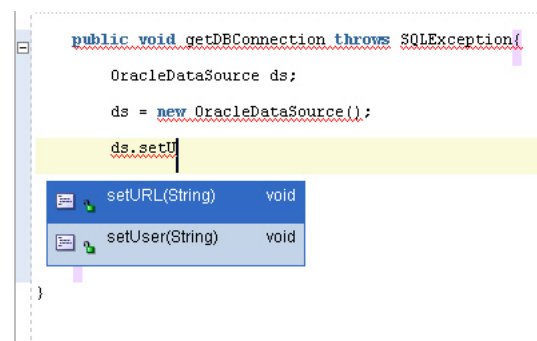 public void getDBConnection throws SQLException{
OracleDataSource ds;
ds = new OracleDataSource();
ds.setU
setURL(String) void
setUser(String) void
}